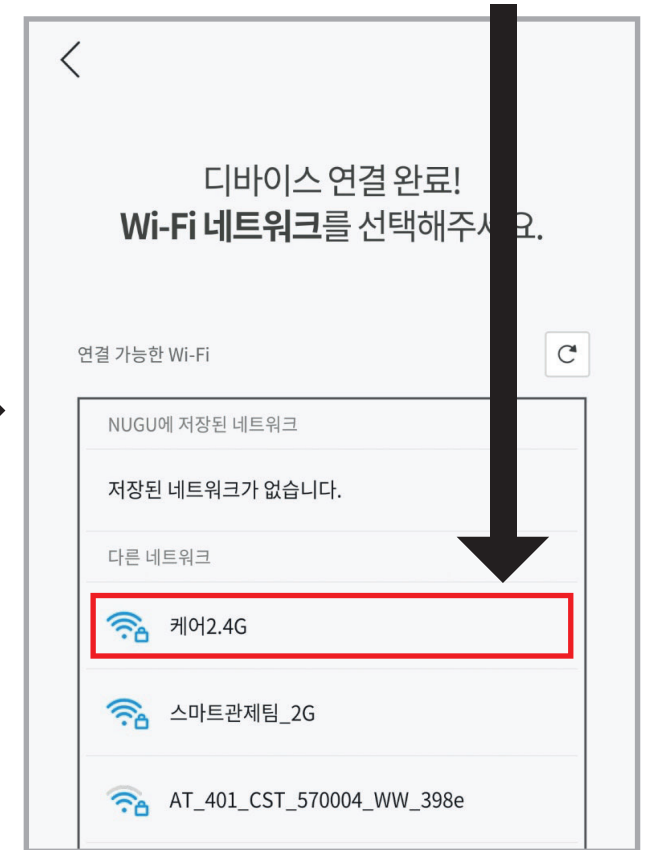 디바이스 연결 완료!
Wi-Fi 네트워크를 선택해주세요.
연결 가능한 Wi-Fi
NUGU에 저장된 네트워크
저장된 네트워크가 없습니다.
다른 네트워크
케어2.4G
스마트관제팀_2G
AT_401_CST_570004_WW_398e